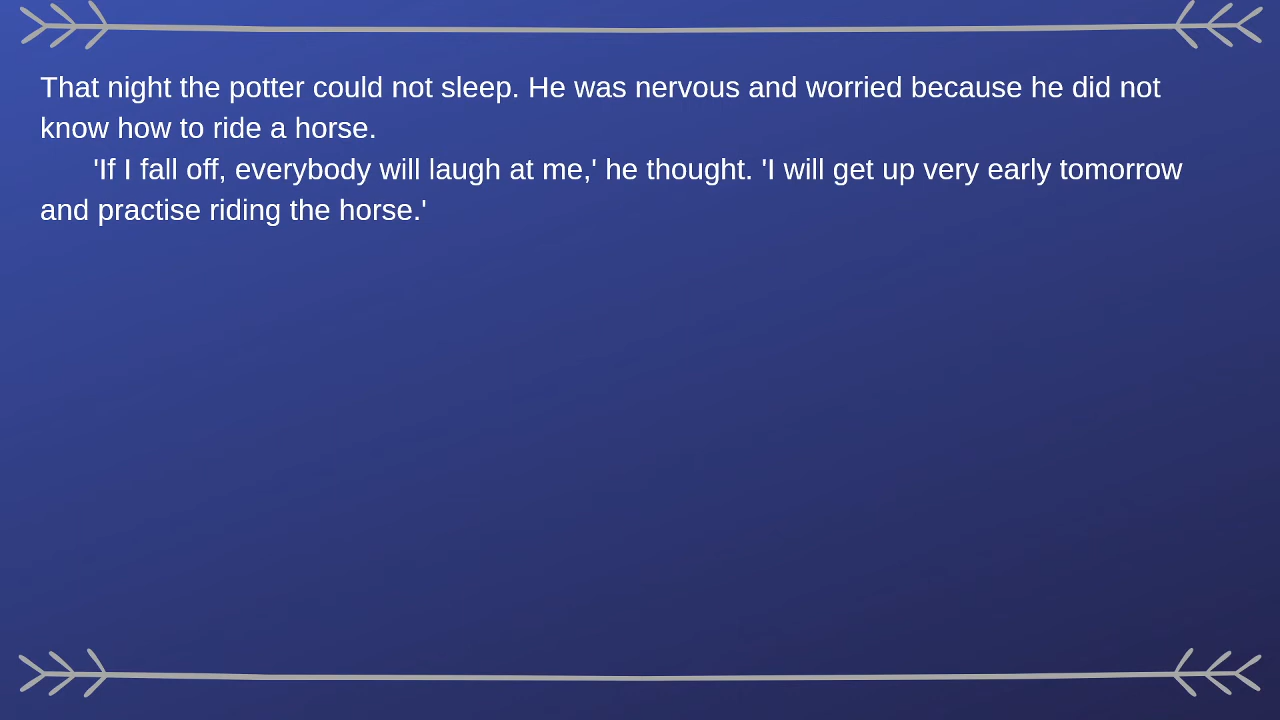 That night the potter could not sleep. He was nervous and worried because he did not
know how to ride a horse.
'If I fall off, everybody will laugh at me,' he thought. 'I will get up very early tomorrow
and practise riding the horse.'